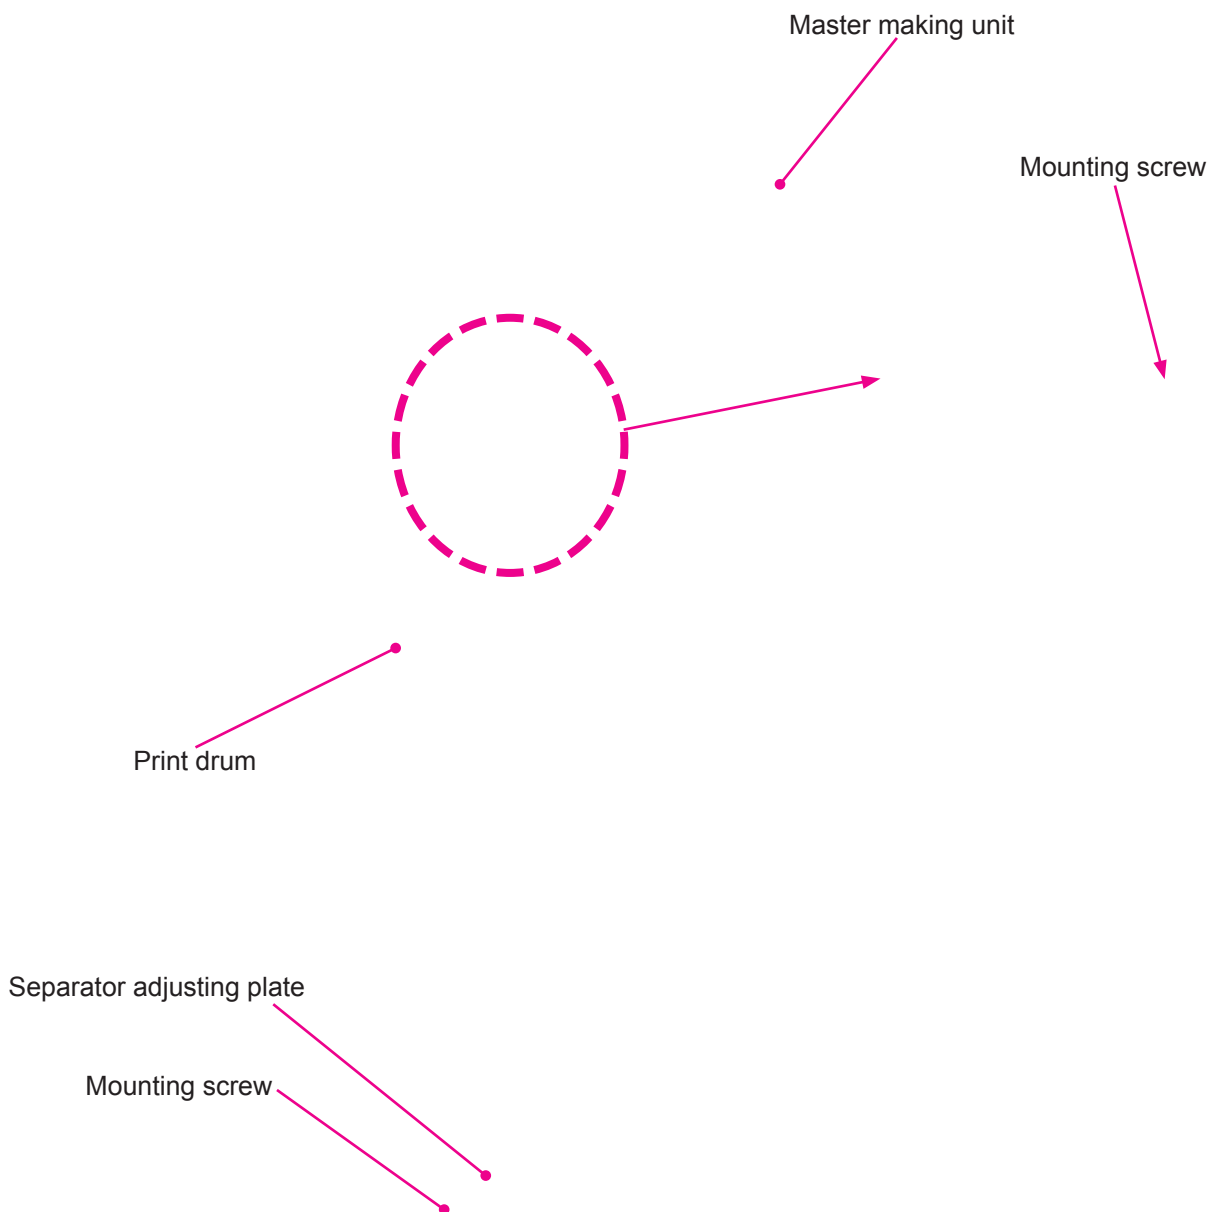 Master making unit
Mounting screw
Print drum
Separator adjusting plate
Mounting screw